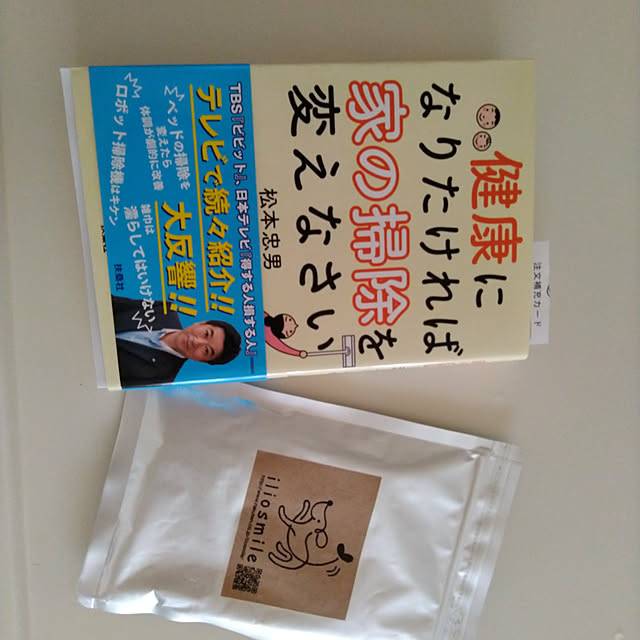 健康に
なりたければ
家の掃除を
変えなさい
松本忠男
TBS『ビビット』、日本テレビ『得する人損する人』
テレビで続々紹介!!
大反響!!
ベッドの掃除を
変えたら
体調が劇的に改善
雑巾は
濡らしてはいけない
ロボット掃除機はキケン
扶桑社
注文補充カード
iliosmile